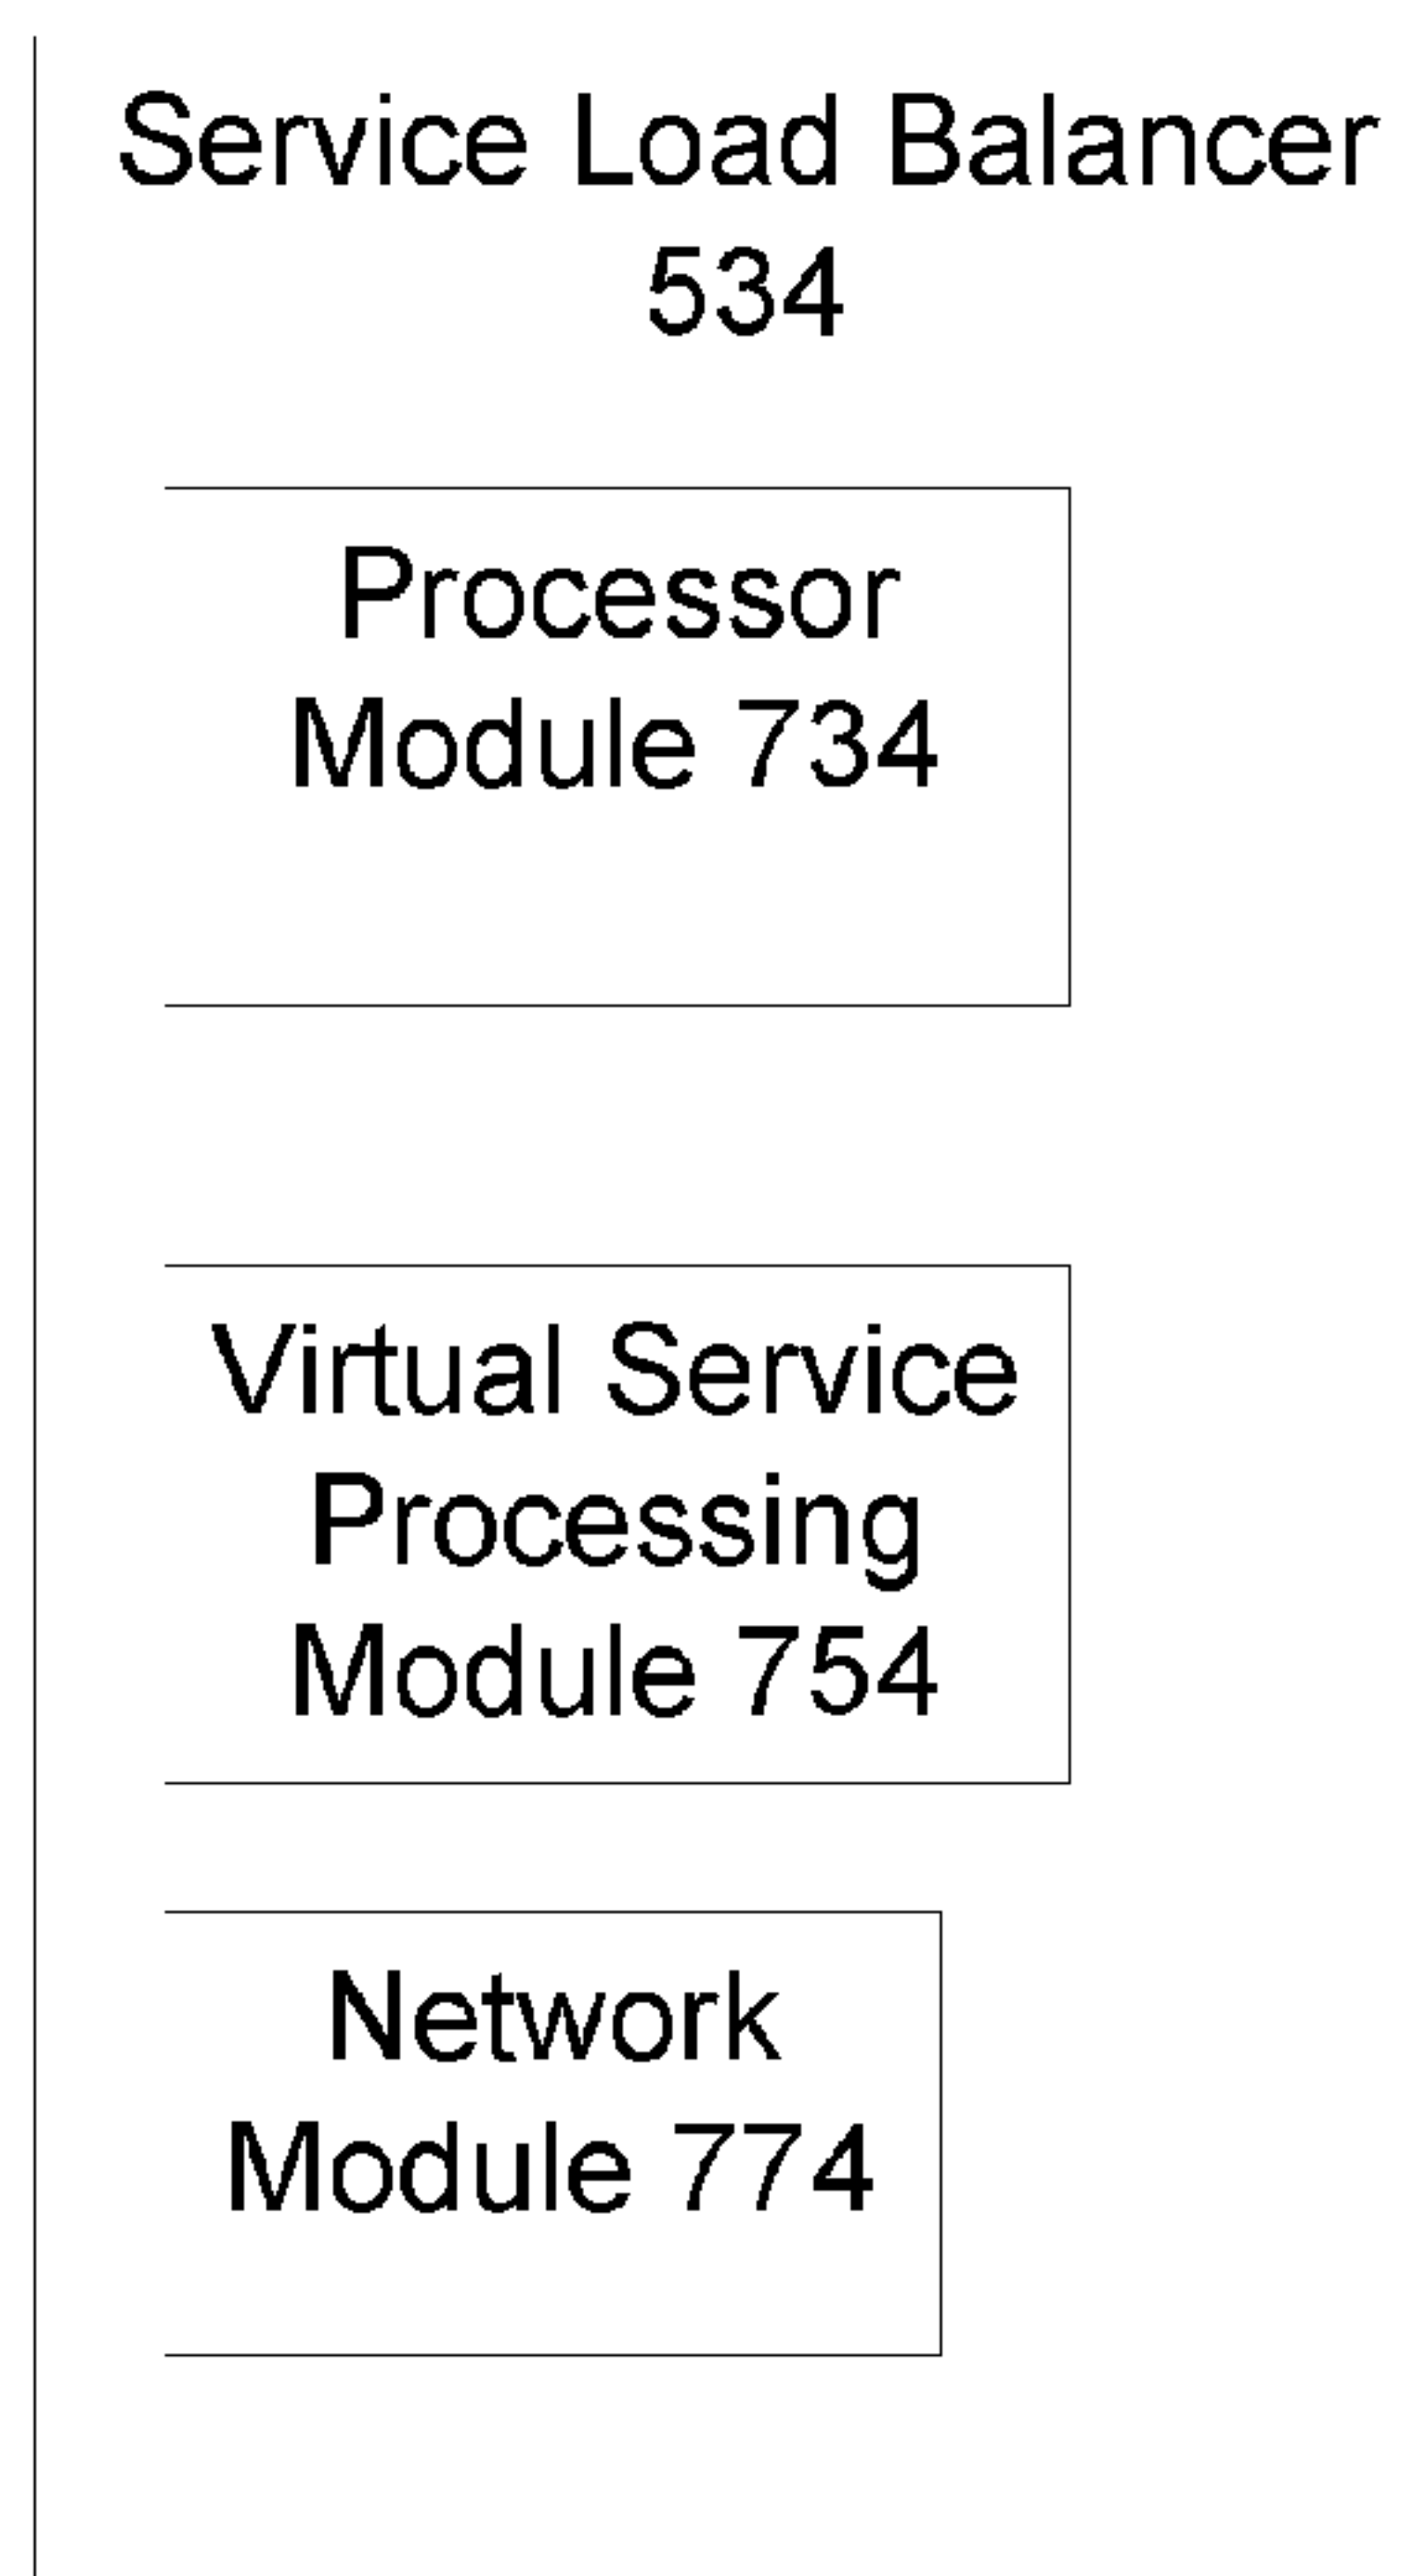 Service Load Balancer
534
Processor
Module 734
Virtual Service
Processing
Module 754
Network
Module 774